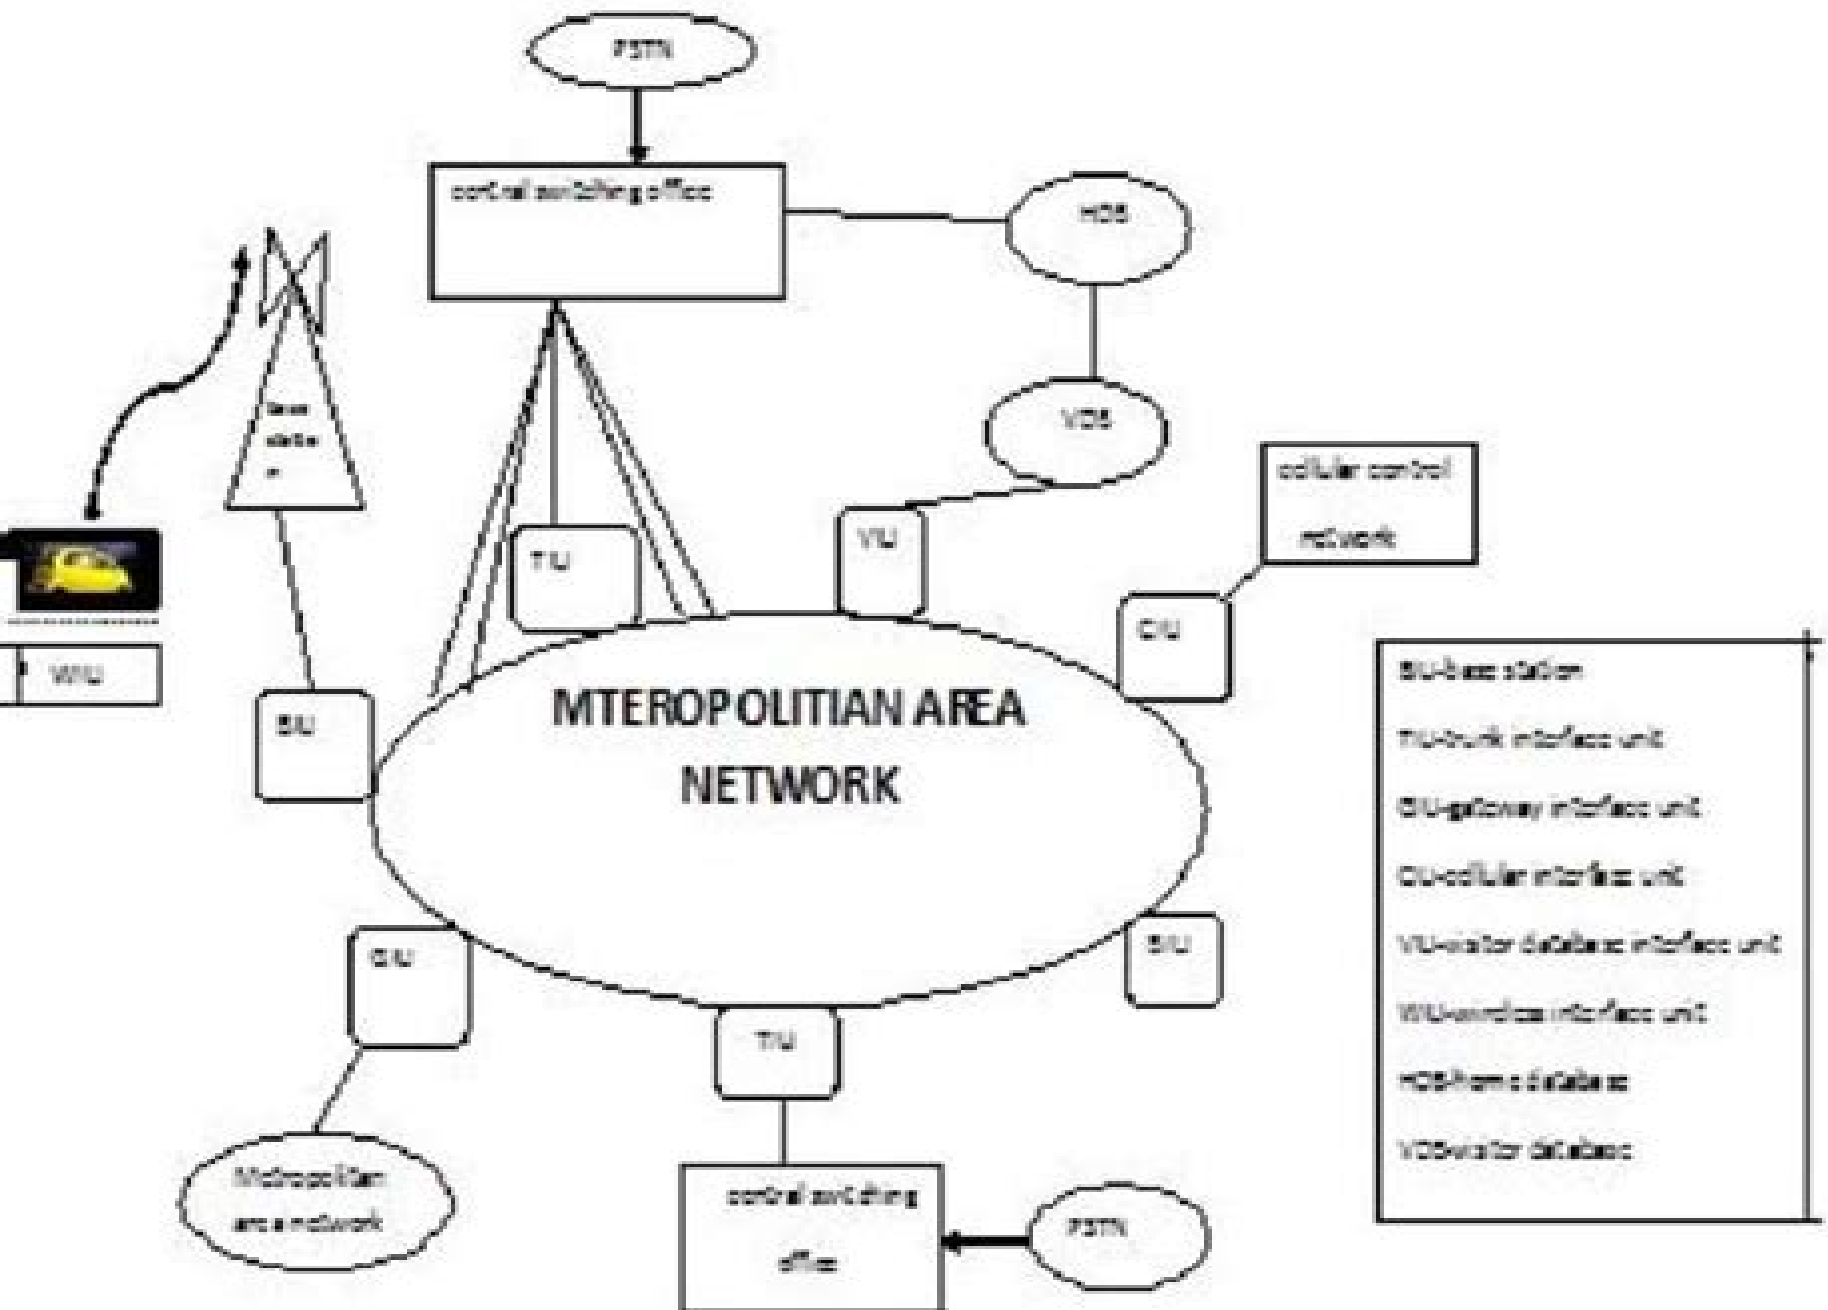 PSTN
central switching office
HDB
Base
statio
n
VDB
cellular control
network
TIU
VIU
CIU
WIU
BIU
MTEROPOLITIAN AREA
NETWORK
BIU-base station
TIU-trunk interface unit
GIU-gateway interface unit
CIU-cellular interface unit
VIU-visitor database interface unit
WIU-wireless interface unit
HDB-home database
VDB-visitor database
GIU
BIU
TIU
Metropolitan
area network
central switching
office
PSTN